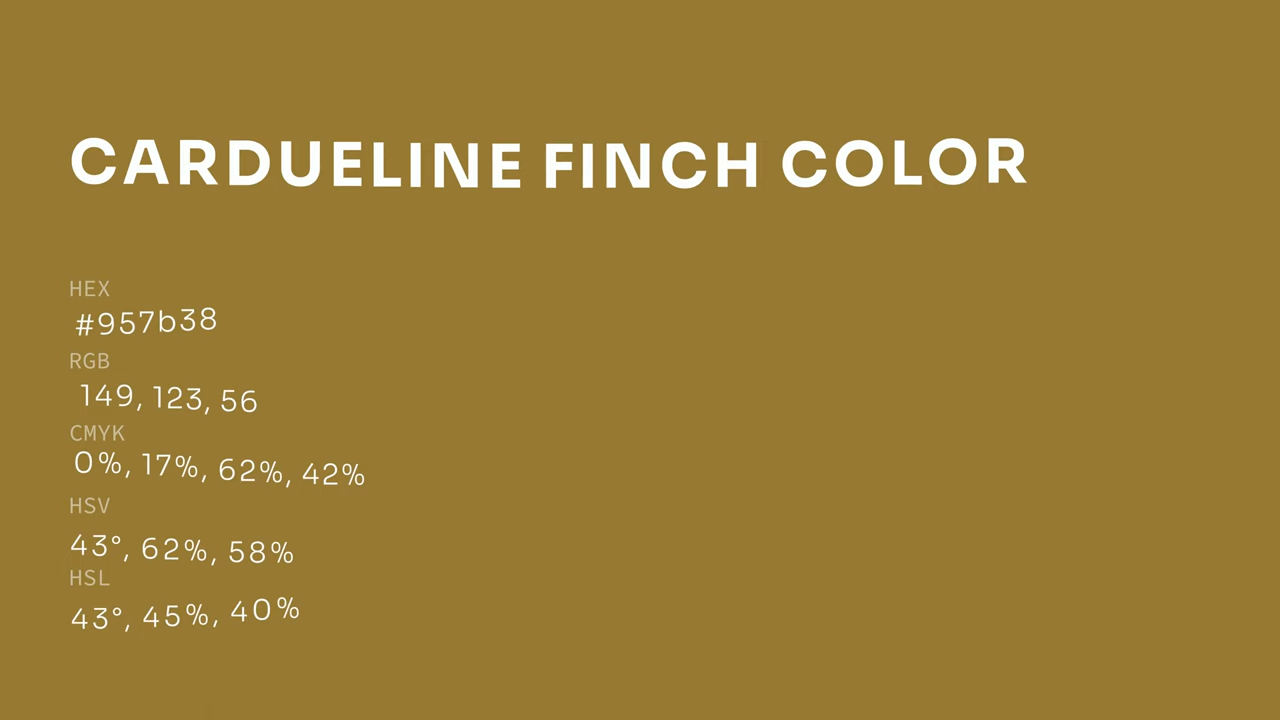 CARDUELINE FINCH COLOR
HEX
#957b38
RGB
149, 123, 56
CMYK
0%, 17%, 62%, 42%
HSV
43°, 62%, 58%
HSL
43°, 45%, 40%